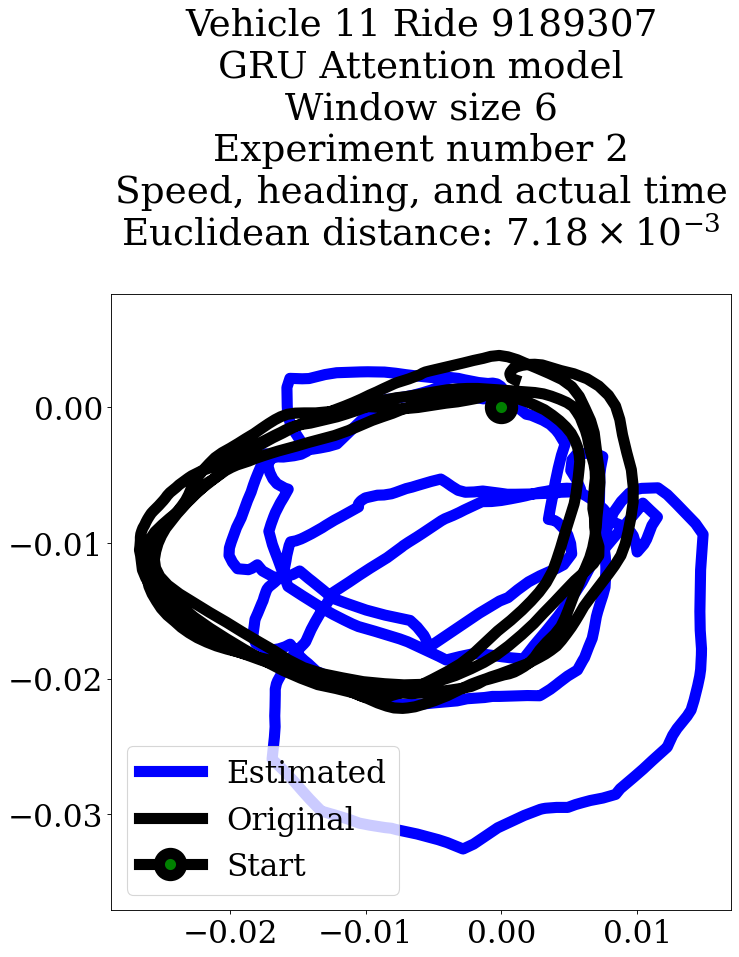 Vehicle 11 Ride 9189307
GRU Attention model
Window size 6
Experiment number 2
Speed, heading, and actual time
Euclidean distance: 7.18 × 10⁻³
0.00
−0.01
−0.02
−0.03
Estimated
Original
Start
−0.02 −0.01 0.00 0.01